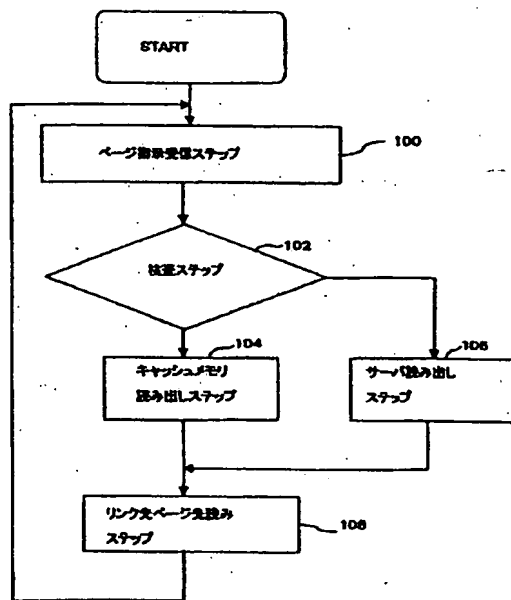 START
ページ指示受信ステップ
100
検査ステップ
102
キャッシュメモリ
読み出しステップ
104
サーバ読み出し
ステップ
106
リンク先ページ先読み
ステップ
108